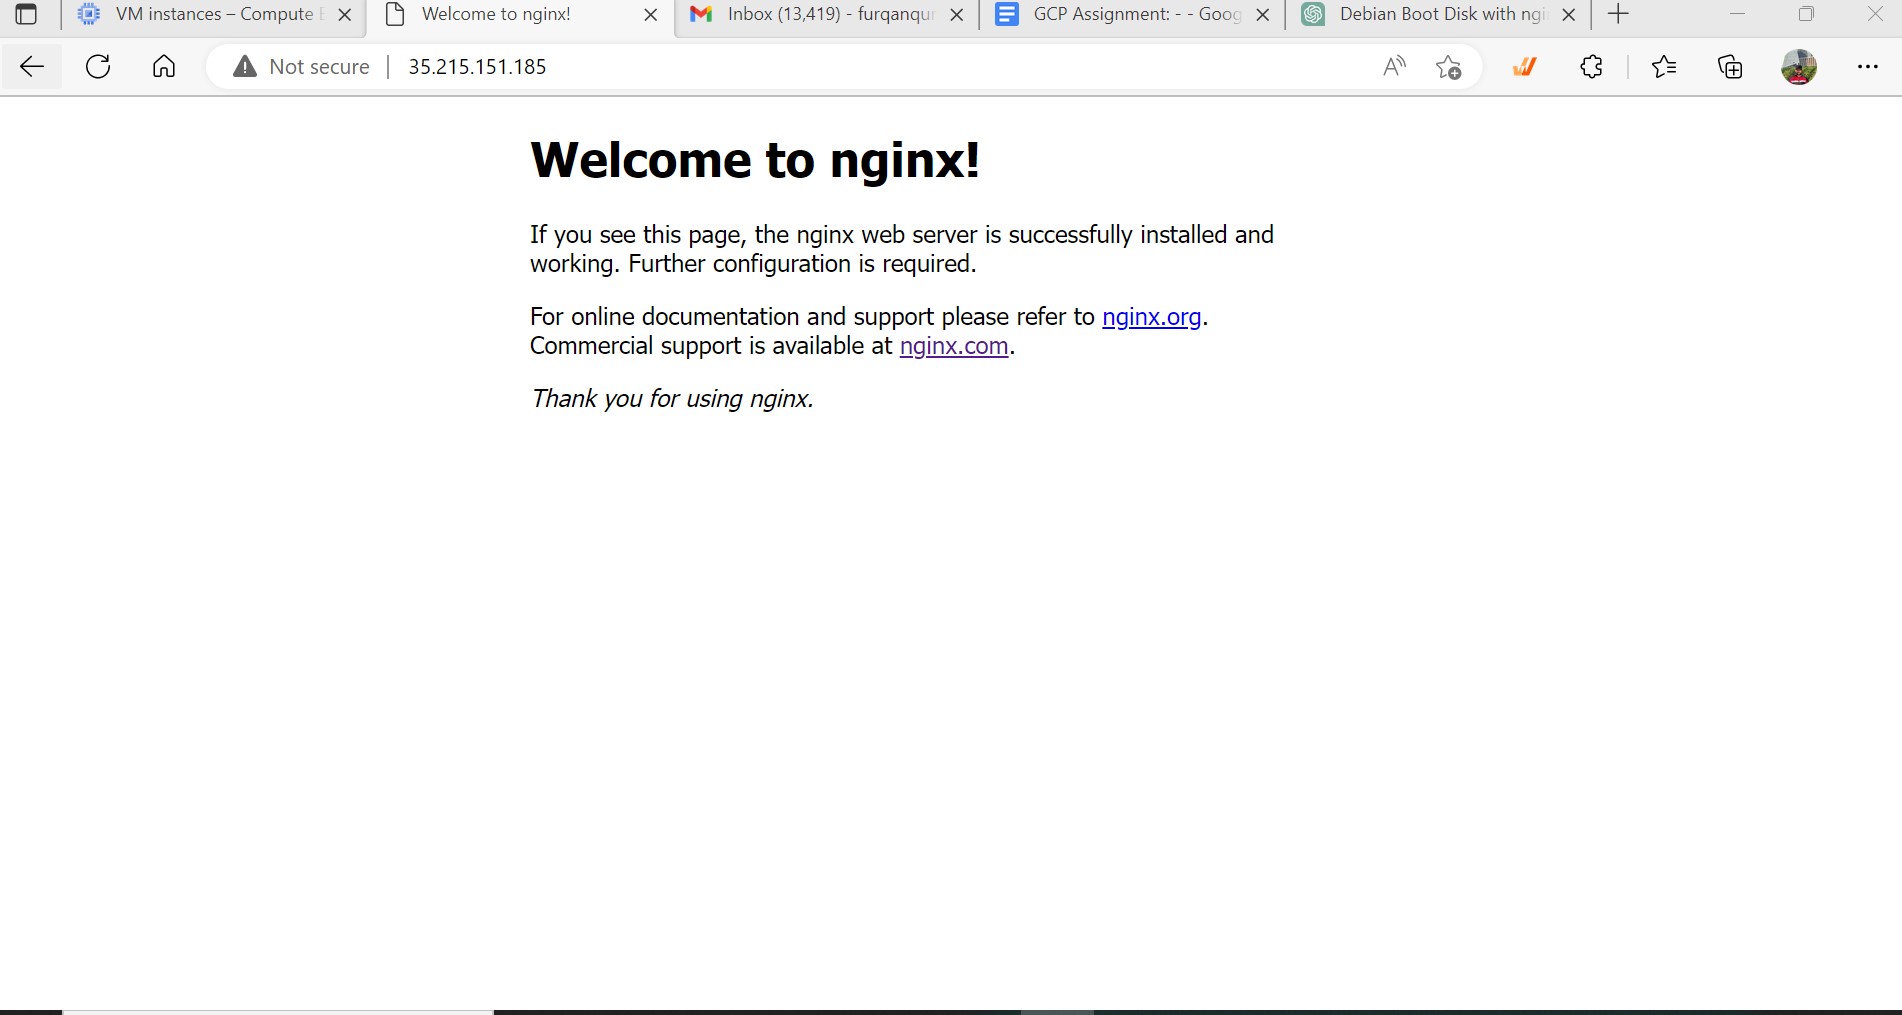 VM instances – Compute E
Welcome to nginx!
Inbox (13,419) - furqanqur
GCP Assignment: - - Goog
Debian Boot Disk with ngi
Not secure
35.215.151.185
Welcome to nginx!
If you see this page, the nginx web server is successfully installed and
working. Further configuration is required.
For online documentation and support please refer to nginx.org.
Commercial support is available at nginx.com.
Thank you for using nginx.